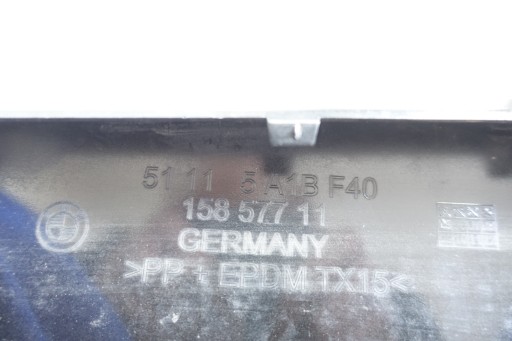 51 11 5 A1B F40
158 577 11
GERMANY
>PP + EPDM TX15<